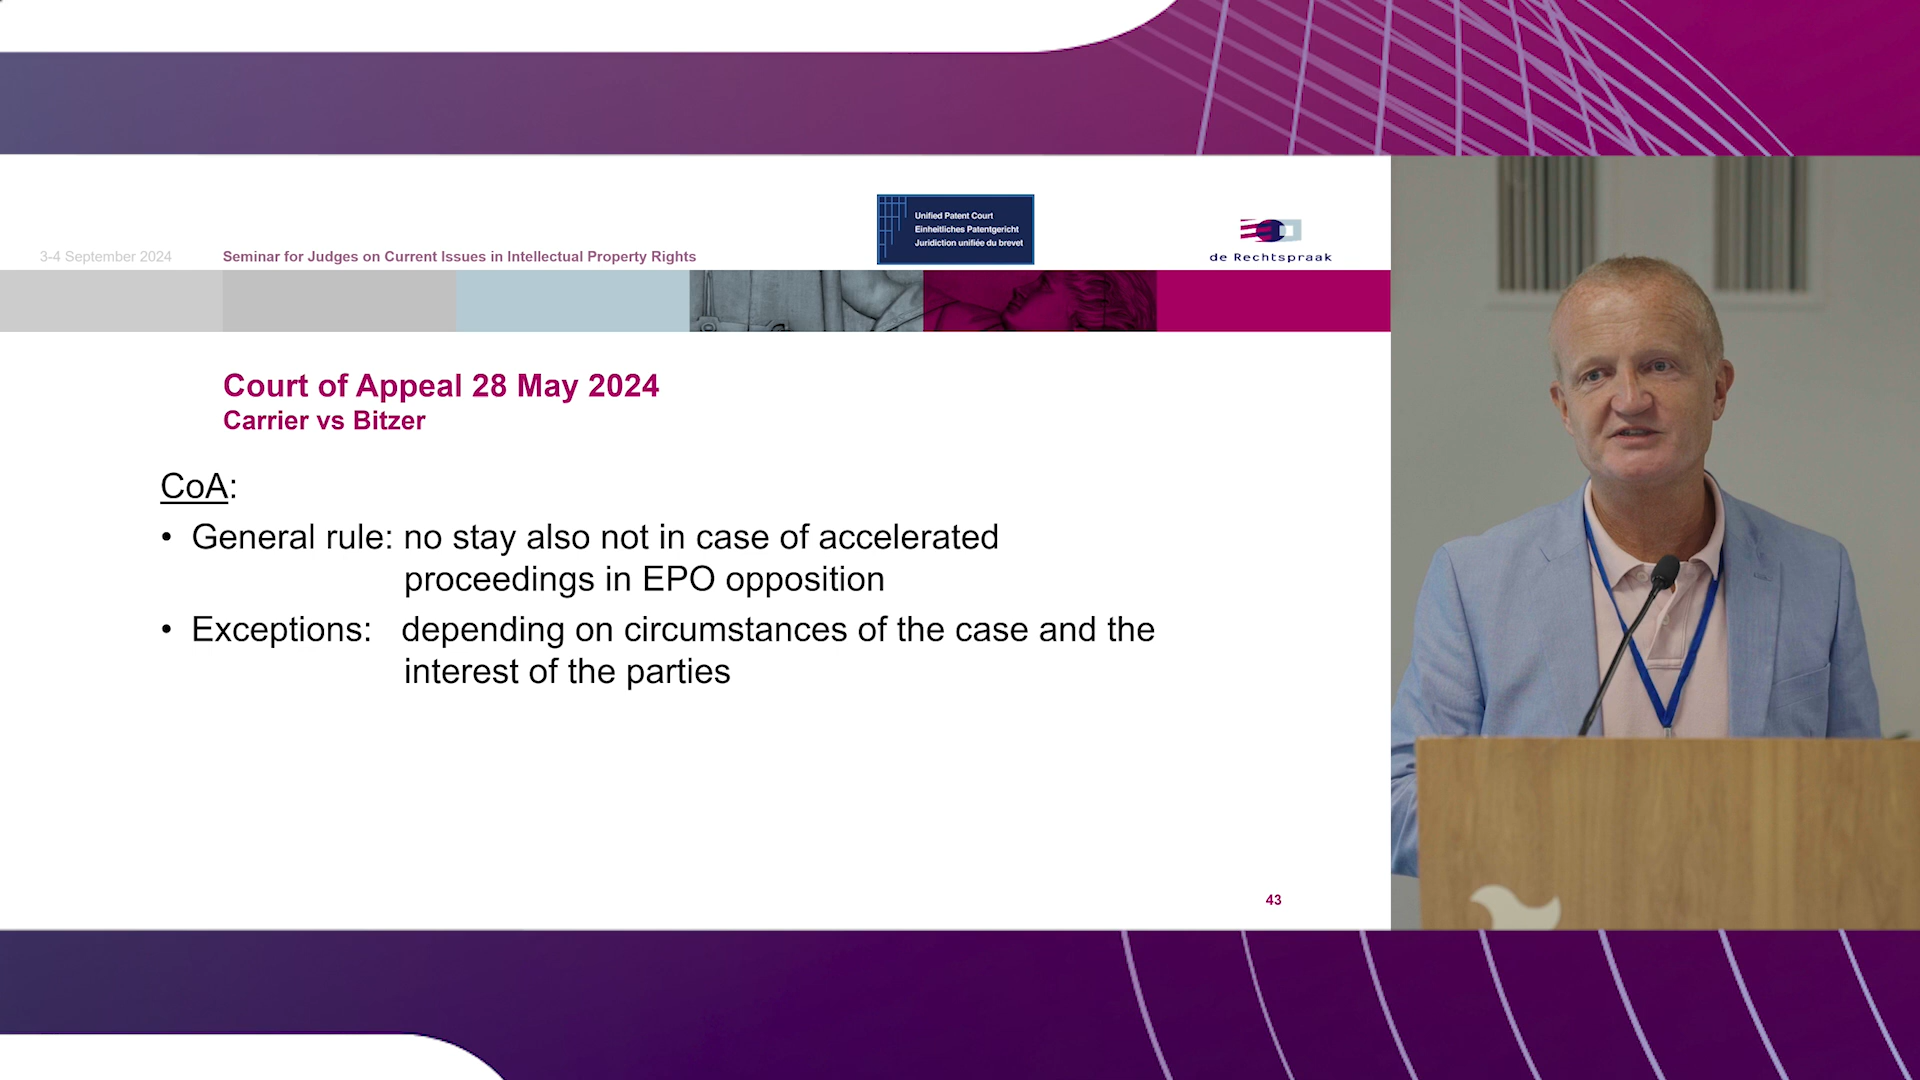 Unified Patent Court
Einheitliches Patentgericht
Juridiction unifiée du brevet
de Rechtspraak
3-4 September 2024
Seminar for Judges on Current Issues in Intellectual Property Rights
Court of Appeal 28 May 2024
Carrier vs Bitzer
CoA:
• General rule: no stay also not in case of accelerated
proceedings in EPO opposition
• Exceptions: depending on circumstances of the case and the
interest of the parties
43